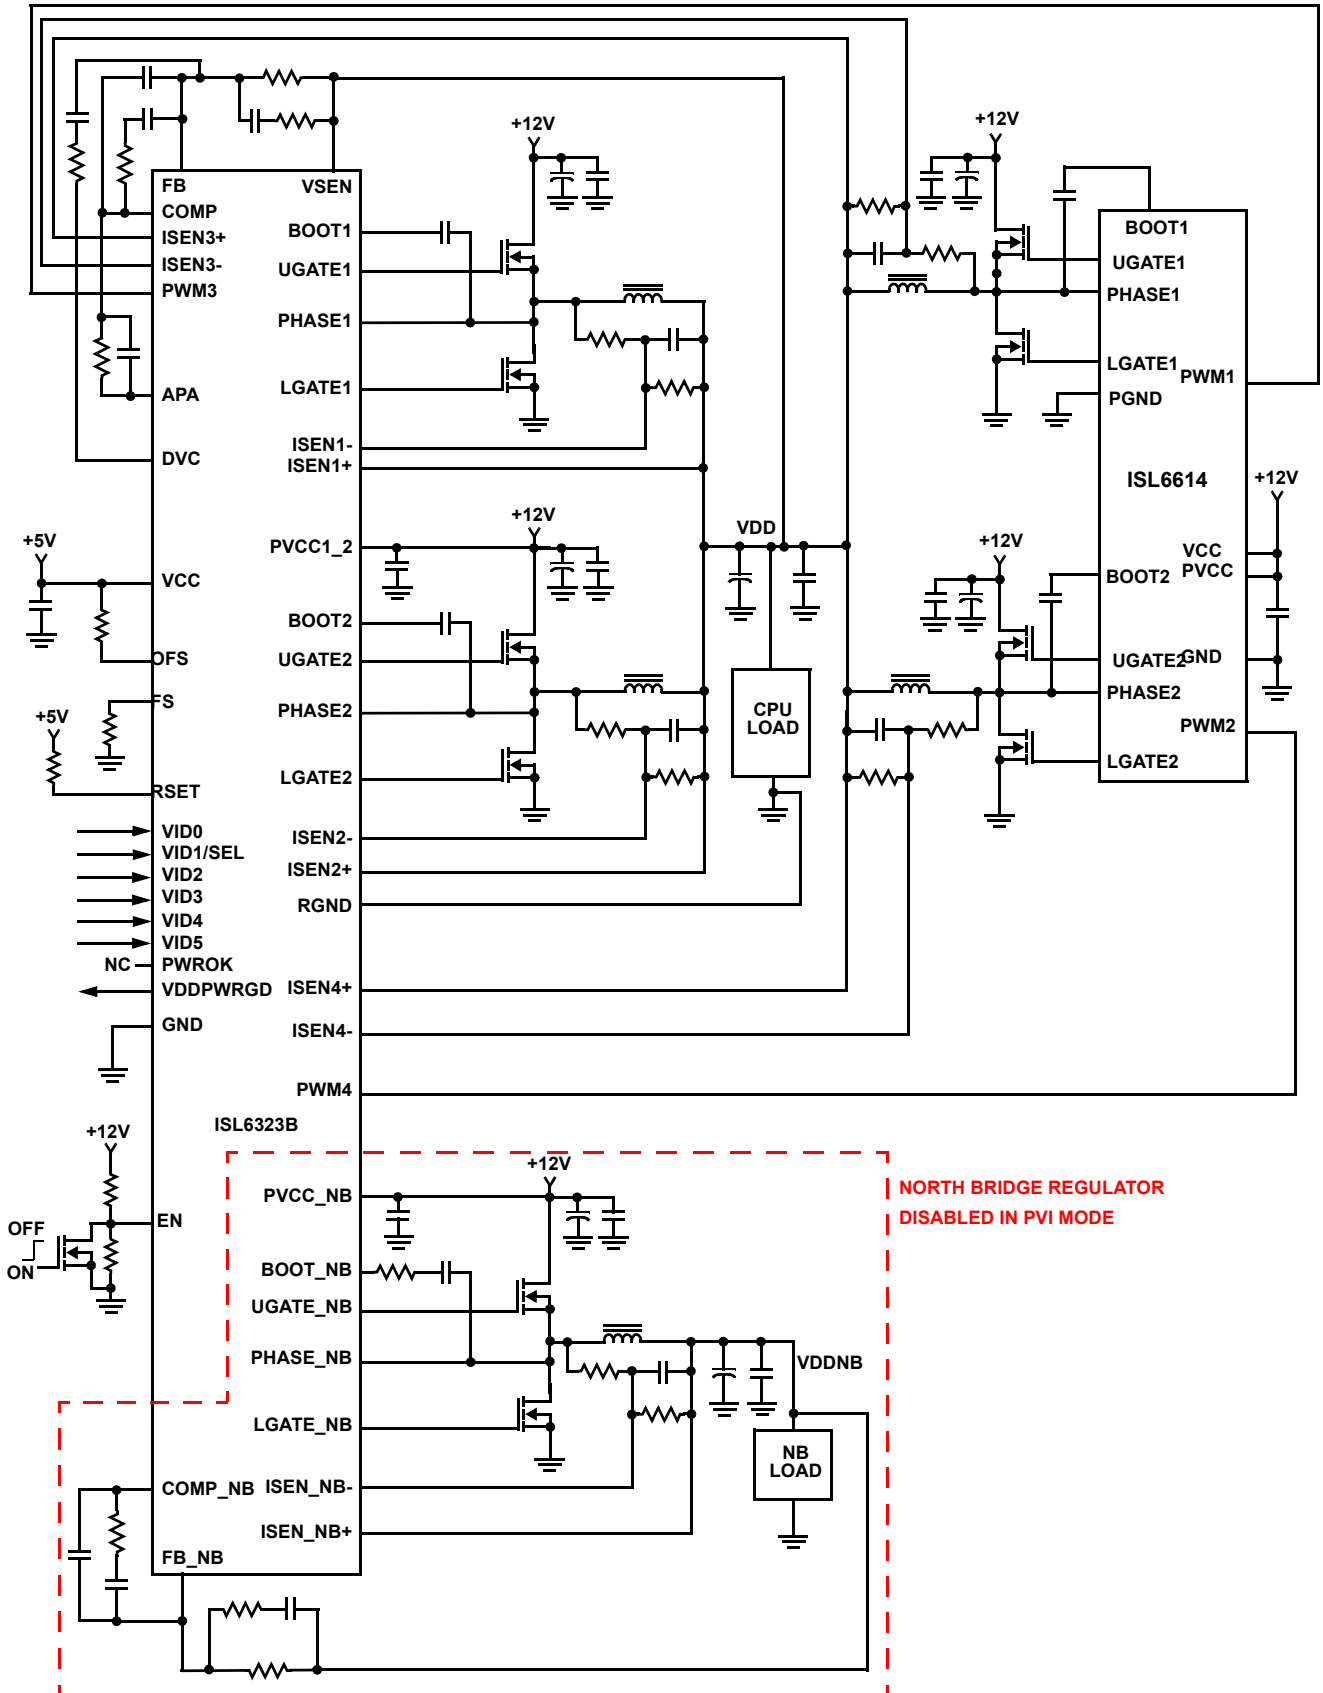 +12V
+12V
FB
VSEN
COMP
ISEN3+
ISEN3-
PWM3
APA
DVC
+5V
VCC
OFS
FS
+5V
RSET
VID0
VID1/SEL
VID2
VID3
VID4
VID5
NC
PWROK
VDDPWRGD
GND
BOOT1
UGATE1
PHASE1
LGATE1
ISEN1-
ISEN1+
+12V
PVCC1_2
BOOT2
UGATE2
PHASE2
LGATE2
ISEN2-
ISEN2+
RGND
ISEN4+
ISEN4-
PWM4
ISL6323B
VDD
CPU
LOAD
BOOT1
UGATE1
PHASE1
LGATE1
PWM1
PGND
ISL6614
+12V
+12V
VCC
PVCC
BOOT2
UGATE2
GND
PHASE2
PWM2
LGATE2
+12V
EN
OFF
ON
+12V
PVCC_NB
BOOT_NB
UGATE_NB
PHASE_NB
LGATE_NB
COMP_NB
ISEN_NB-
ISEN_NB+
FB_NB
VDDNB
NB
LOAD
NORTH BRIDGE REGULATOR
DISABLED IN PVI MODE